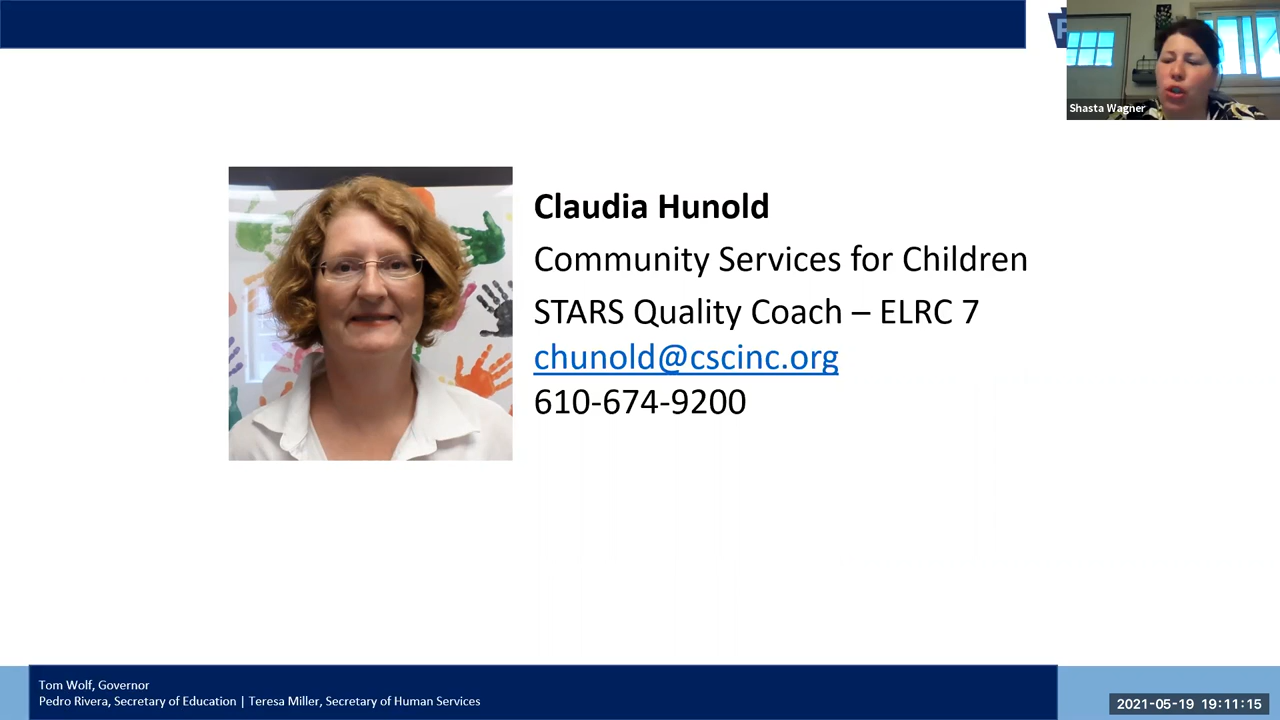 Shasta Wagner
Claudia Hunold
Community Services for Children
STARS Quality Coach – ELRC 7
chunold@cscinc.org
610-674-9200
Tom Wolf, Governor
Pedro Rivera, Secretary of Education | Teresa Miller, Secretary of Human Services
2021-05-19 19:11:15